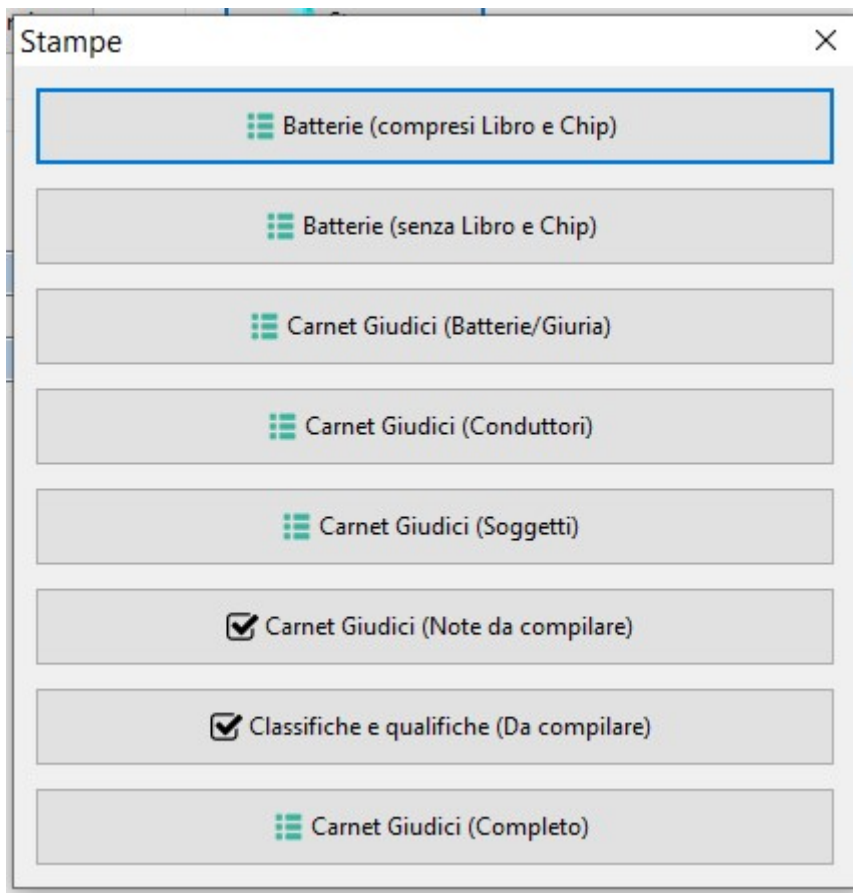 Stampe
Batterie (compresi Libro e Chip)
Batterie (senza Libro e Chip)
Carnet Giudici (Batterie/Giuria)
Carnet Giudici (Conduttori)
Carnet Giudici (Soggetti)
Carnet Giudici (Note da compilare)
Classifiche e qualifiche (Da compilare)
Carnet Giudici (Completo)